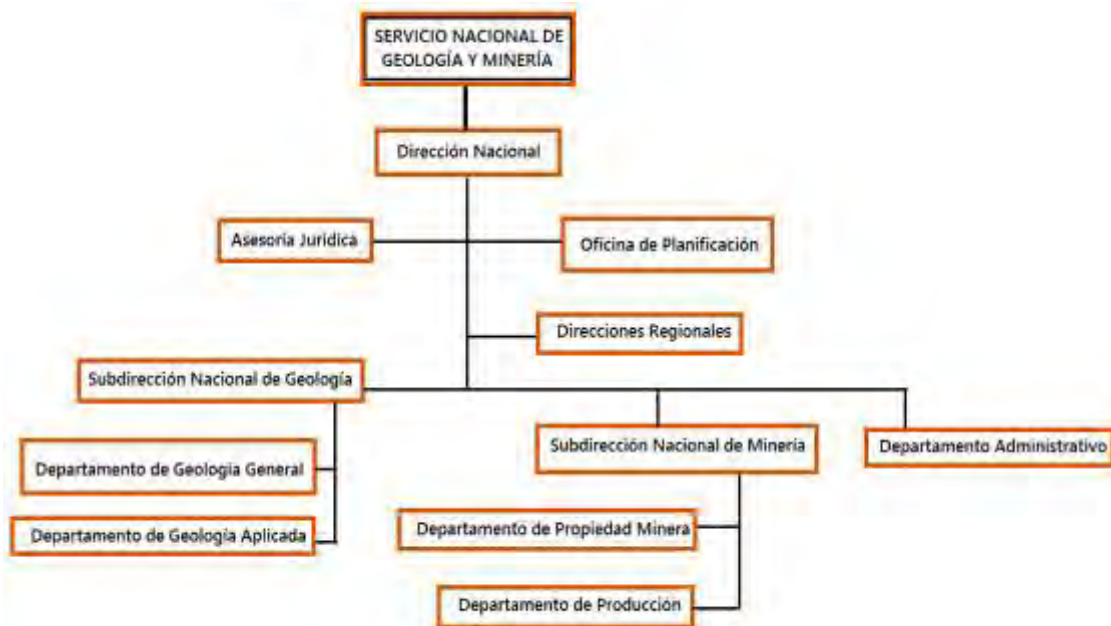 SERVICIO NACIONAL DE
GEOLOGÍA Y MINERÍA
Dirección Nacional
Asesoría Jurídica
Oficina de Planificación
Direcciones Regionales
Subdirección Nacional de Geología
Subdirección Nacional de Minería
Departamento Administrativo
Departamento de Geología General
Departamento de Geología Aplicada
Departamento de Propiedad Minera
Departamento de Producción